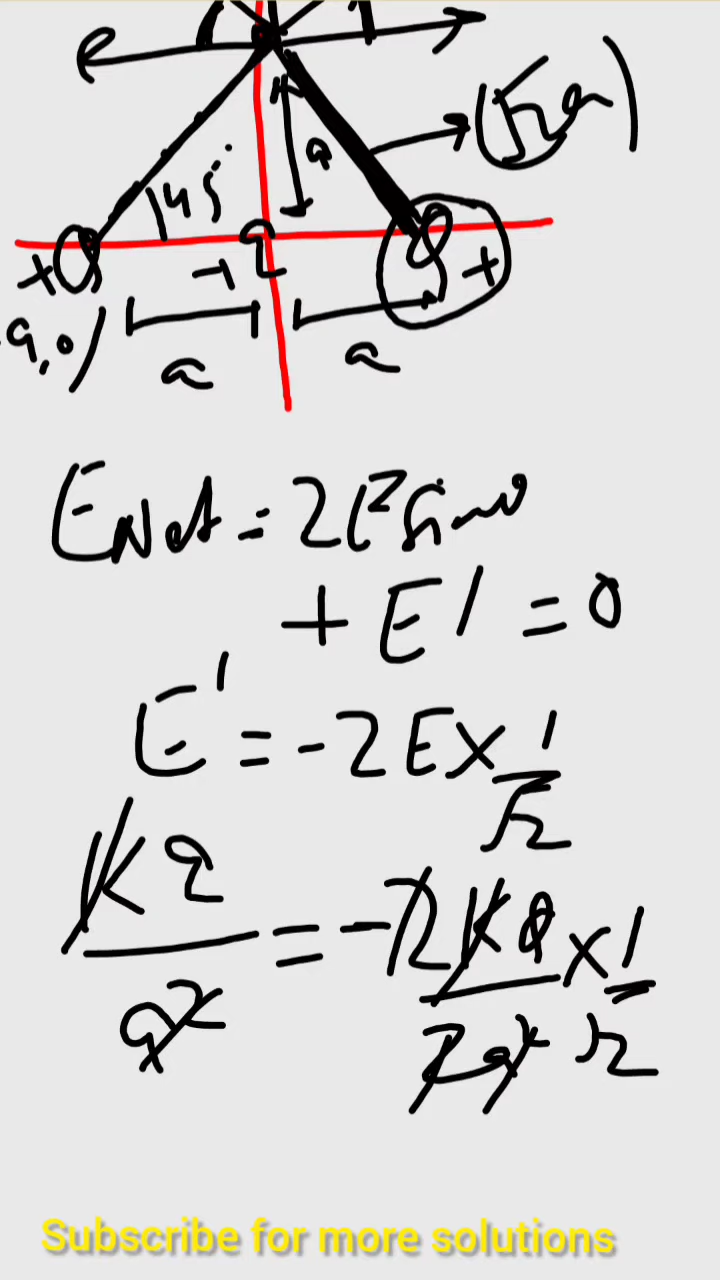 (√2a)
a
45°
+Q -q Q+
a,0)
a a
ENet = 2E sinθ
+ E' = 0
E' = -2E × 1/√2
Kq/a² = -2KQ/2a² × 1/√2
Subscribe for more solutions